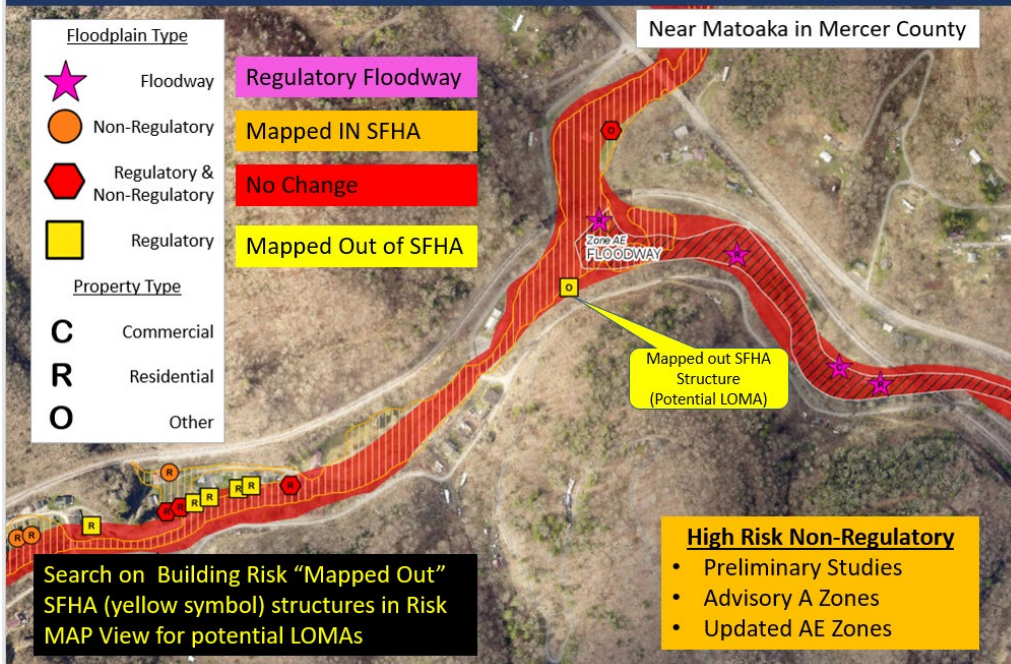 Near Matoaka in Mercer County
Floodplain Type
Floodway
Non-Regulatory
Regulatory &
Non-Regulatory
Regulatory
Property Type
C Commercial
R Residential
O Other
Regulatory Floodway
Mapped IN SFHA
No Change
Mapped Out of SFHA
O
R
Zone AE
FLOODWAY
R
O
Mapped out SFHA
Structure
(Potential LOMA)
O
R
R
R
R
R
R
R
R
R
R
R
R
Search on Building Risk “Mapped Out”
SFHA (yellow symbol) structures in Risk
MAP View for potential LOMAs
High Risk Non-Regulatory
• Preliminary Studies
• Advisory A Zones
• Updated AE Zones